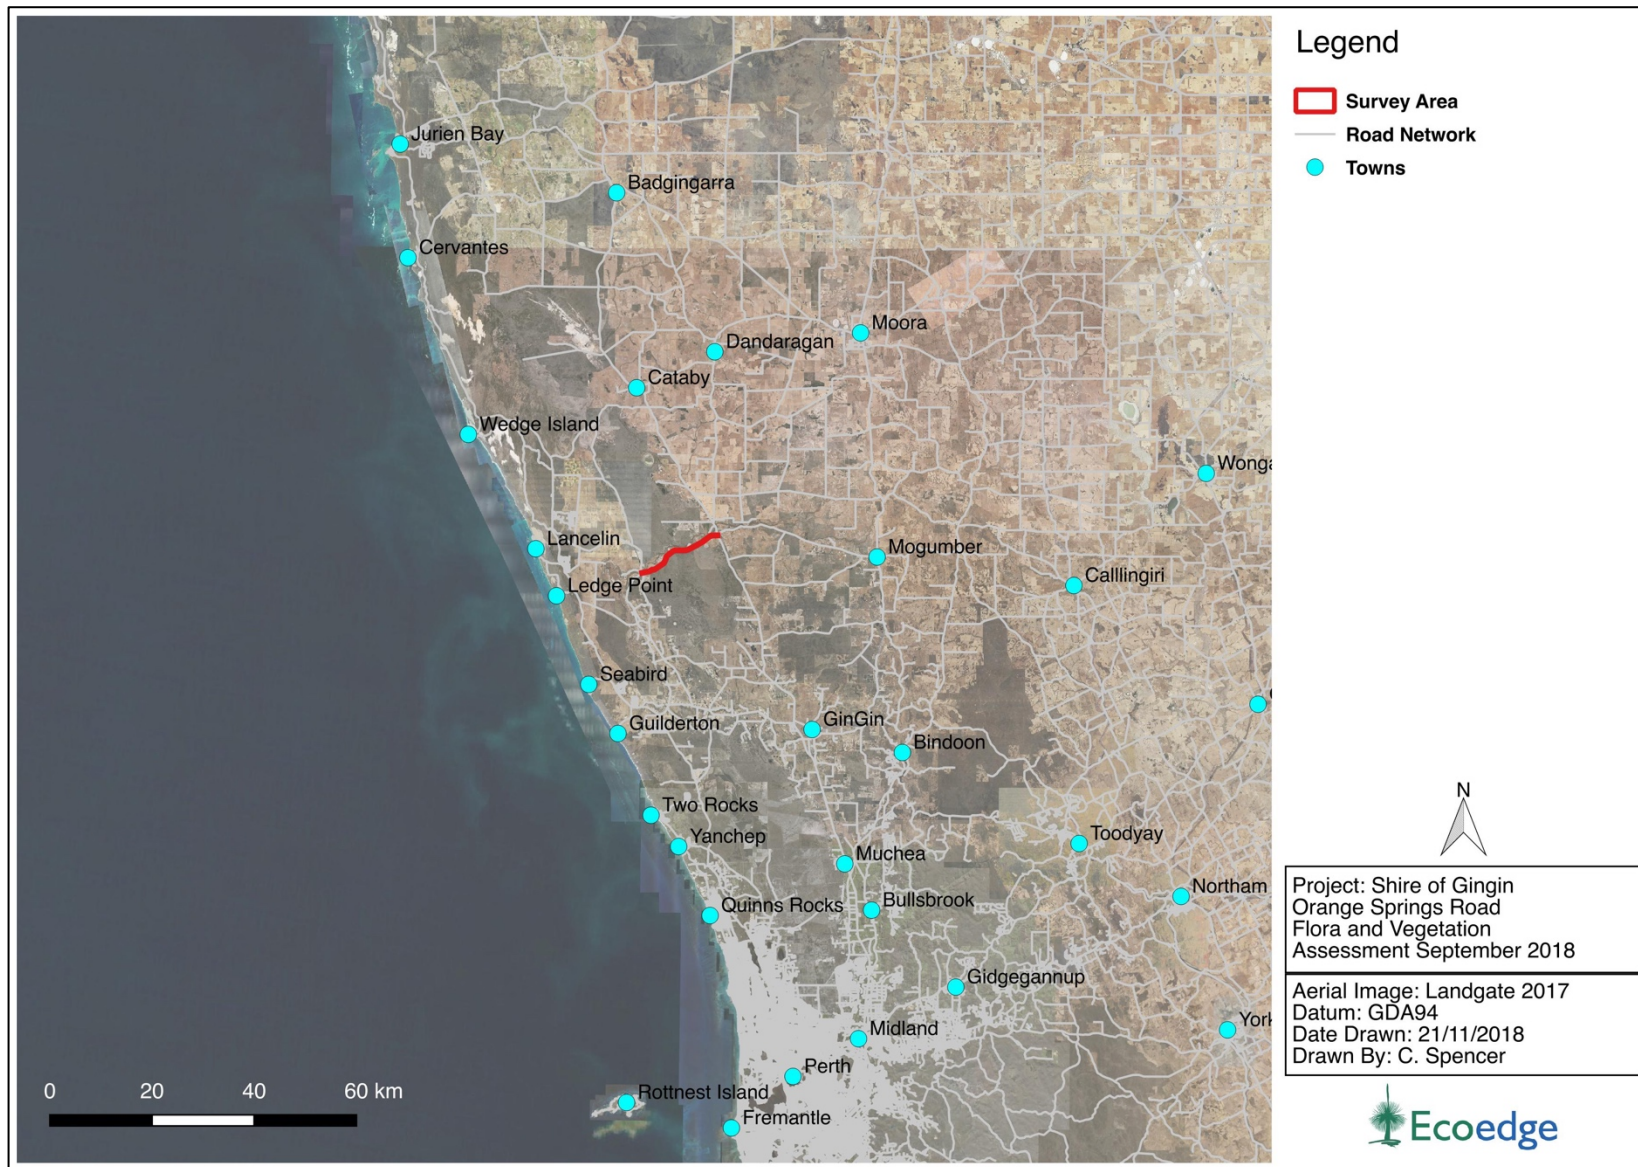 Legend
Survey Area
Road Network
Towns
Jurien Bay
Badgingarra
Cervantes
Moora
Dandaragan
Cataby
Wedge Island
Wonga
Lancelin
Mogumber
Calllingiri
Ledge Point
Seabird
Guilderton
GinGin
Bindoon
Two Rocks
Yanchep
Toodyay
Muchea
Northam
Quinns Rocks
Bullsbrook
Gidgegannup
Midland
York
Perth
Rottnest Island
Fremantle
0 20 40 60 km
N
Project: Shire of Gingin
Orange Springs Road
Flora and Vegetation
Assessment September 2018
Aerial Image: Landgate 2017
Datum: GDA94
Date Drawn: 21/11/2018
Drawn By: C. Spencer
Ecoedge